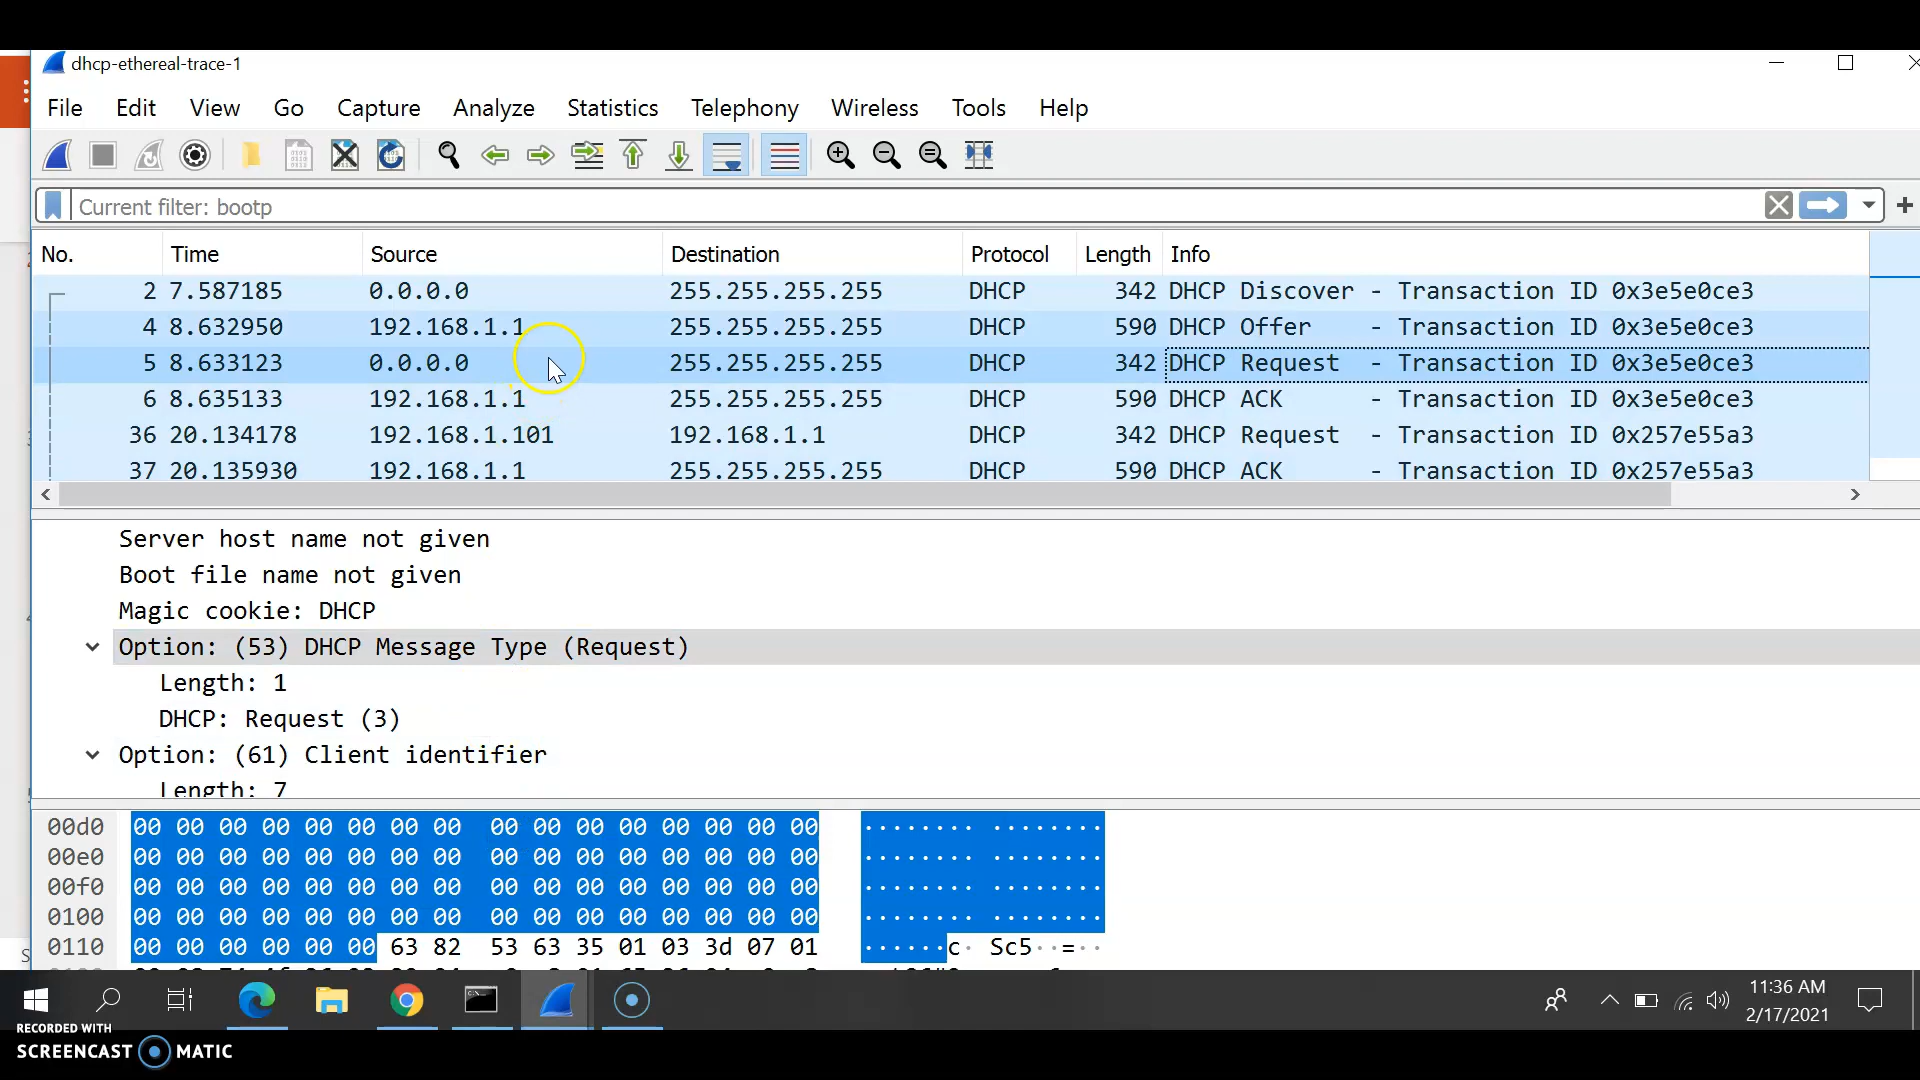 dhcp-ethereal-trace-1
File Edit View Go Capture Analyze Statistics Telephony Wireless Tools Help
Current filter: bootp
No. Time Source Destination Protocol Length Info
2 7.587185 0.0.0.0 255.255.255.255 DHCP 342 DHCP Discover - Transaction ID 0x3e5e0ce3
4 8.632950 192.168.1.1 255.255.255.255 DHCP 590 DHCP Offer - Transaction ID 0x3e5e0ce3
5 8.633123 0.0.0.0 255.255.255.255 DHCP 342 DHCP Request - Transaction ID 0x3e5e0ce3
6 8.635133 192.168.1.1 255.255.255.255 DHCP 590 DHCP ACK - Transaction ID 0x3e5e0ce3
36 20.134178 192.168.1.101 192.168.1.1 DHCP 342 DHCP Request - Transaction ID 0x257e55a3
37 20.135930 192.168.1.1 255.255.255.255 DHCP 590 DHCP ACK - Transaction ID 0x257e55a3
Server host name not given
Boot file name not given
Magic cookie: DHCP
Option: (53) DHCP Message Type (Request)
Length: 1
DHCP: Request (3)
Option: (61) Client identifier
Length: 7
00d0 00 00 00 00 00 00 00 00 00 00 00 00 00 00 00 00 ········ ········
00e0 00 00 00 00 00 00 00 00 00 00 00 00 00 00 00 00 ········ ········
00f0 00 00 00 00 00 00 00 00 00 00 00 00 00 00 00 00 ········ ········
0100 00 00 00 00 00 00 00 00 00 00 00 00 00 00 00 00 ········ ········
0110 00 00 00 00 00 00 63 82 53 63 35 01 03 3d 07 01 ······c· Sc5··=··
11:36 AM
2/17/2021
RECORDED WITH
SCREENCAST MATIC